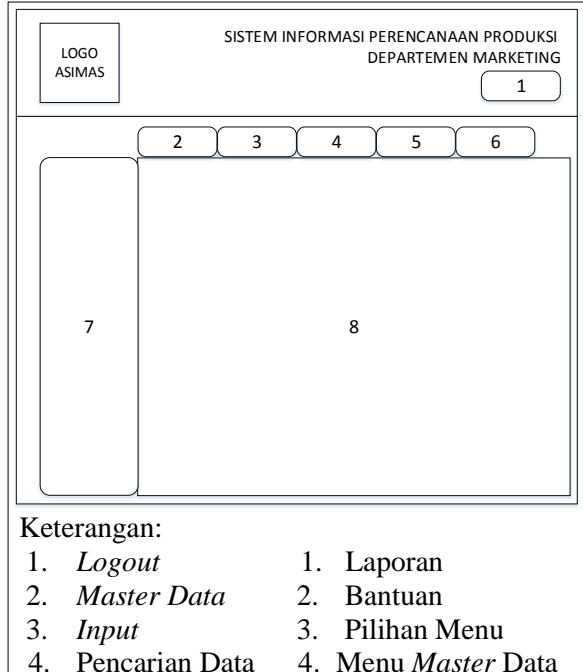 LOGO
ASIMAS
SISTEM INFORMASI PERENCANAAN PRODUKSI
DEPARTEMEN MARKETING
1
2 3 4 5 6
7 8
Keterangan:
1. Logout 1. Laporan
2. Master Data 2. Bantuan
3. Input 3. Pilihan Menu
4. Pencarian Data 4. Menu Master Data